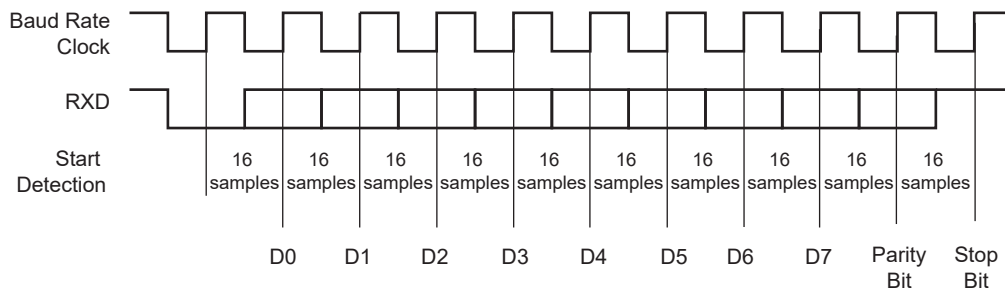 Baud Rate
Clock
RXD
Start
Detection
16 16 16 16 16 16 16 16 16 16
samples samples samples samples samples samples samples samples samples samples
D0 D1 D2 D3 D4 D5 D6 D7 Parity Stop
Bit Bit